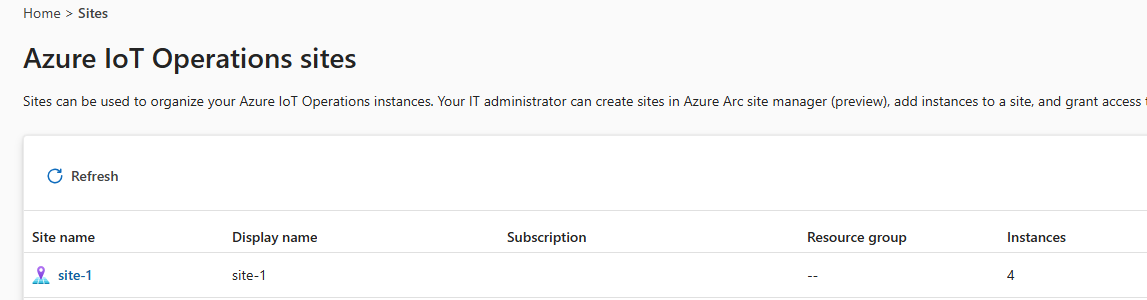 Home > Sites
Azure IoT Operations sites
Sites can be used to organize your Azure IoT Operations instances. Your IT administrator can create sites in Azure Arc site manager (preview), add instances to a site, and grant access
Refresh
Site name Display name Subscription Resource group Instances
site-1 site-1 -- 4